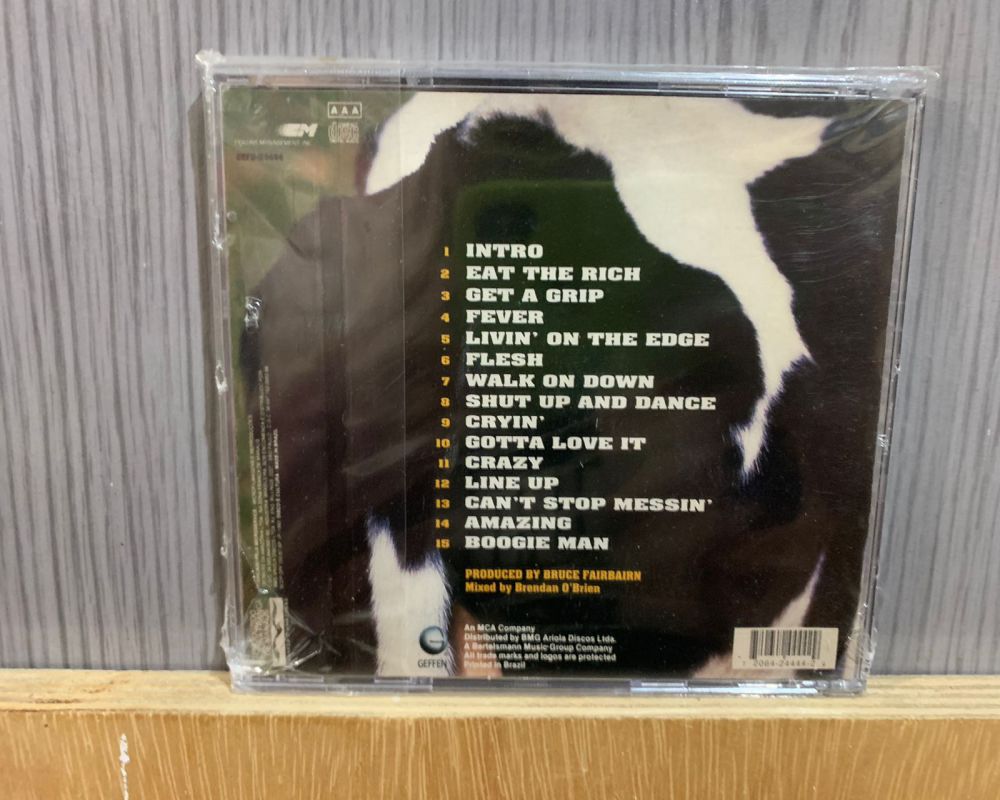 AAA
1 INTRO
2 EAT THE RICH
3 GET A GRIP
4 FEVER
5 LIVIN' ON THE EDGE
6 FLESH
7 WALK ON DOWN
8 SHUT UP AND DANCE
9 CRYIN'
10 GOTTA LOVE IT
11 CRAZY
12 LINE UP
13 CAN'T STOP MESSIN'
14 AMAZING
15 BOOGIE MAN
PRODUCED BY BRUCE FAIRBAIRN
Mixed by Brendan O'Brien
GEFFEN
An MCA Company
Distributed by BMG Ariola Discos Ltda.
A Bertelsmann Music Group Company
All trade marks and logos are protected
Printed in Brazil